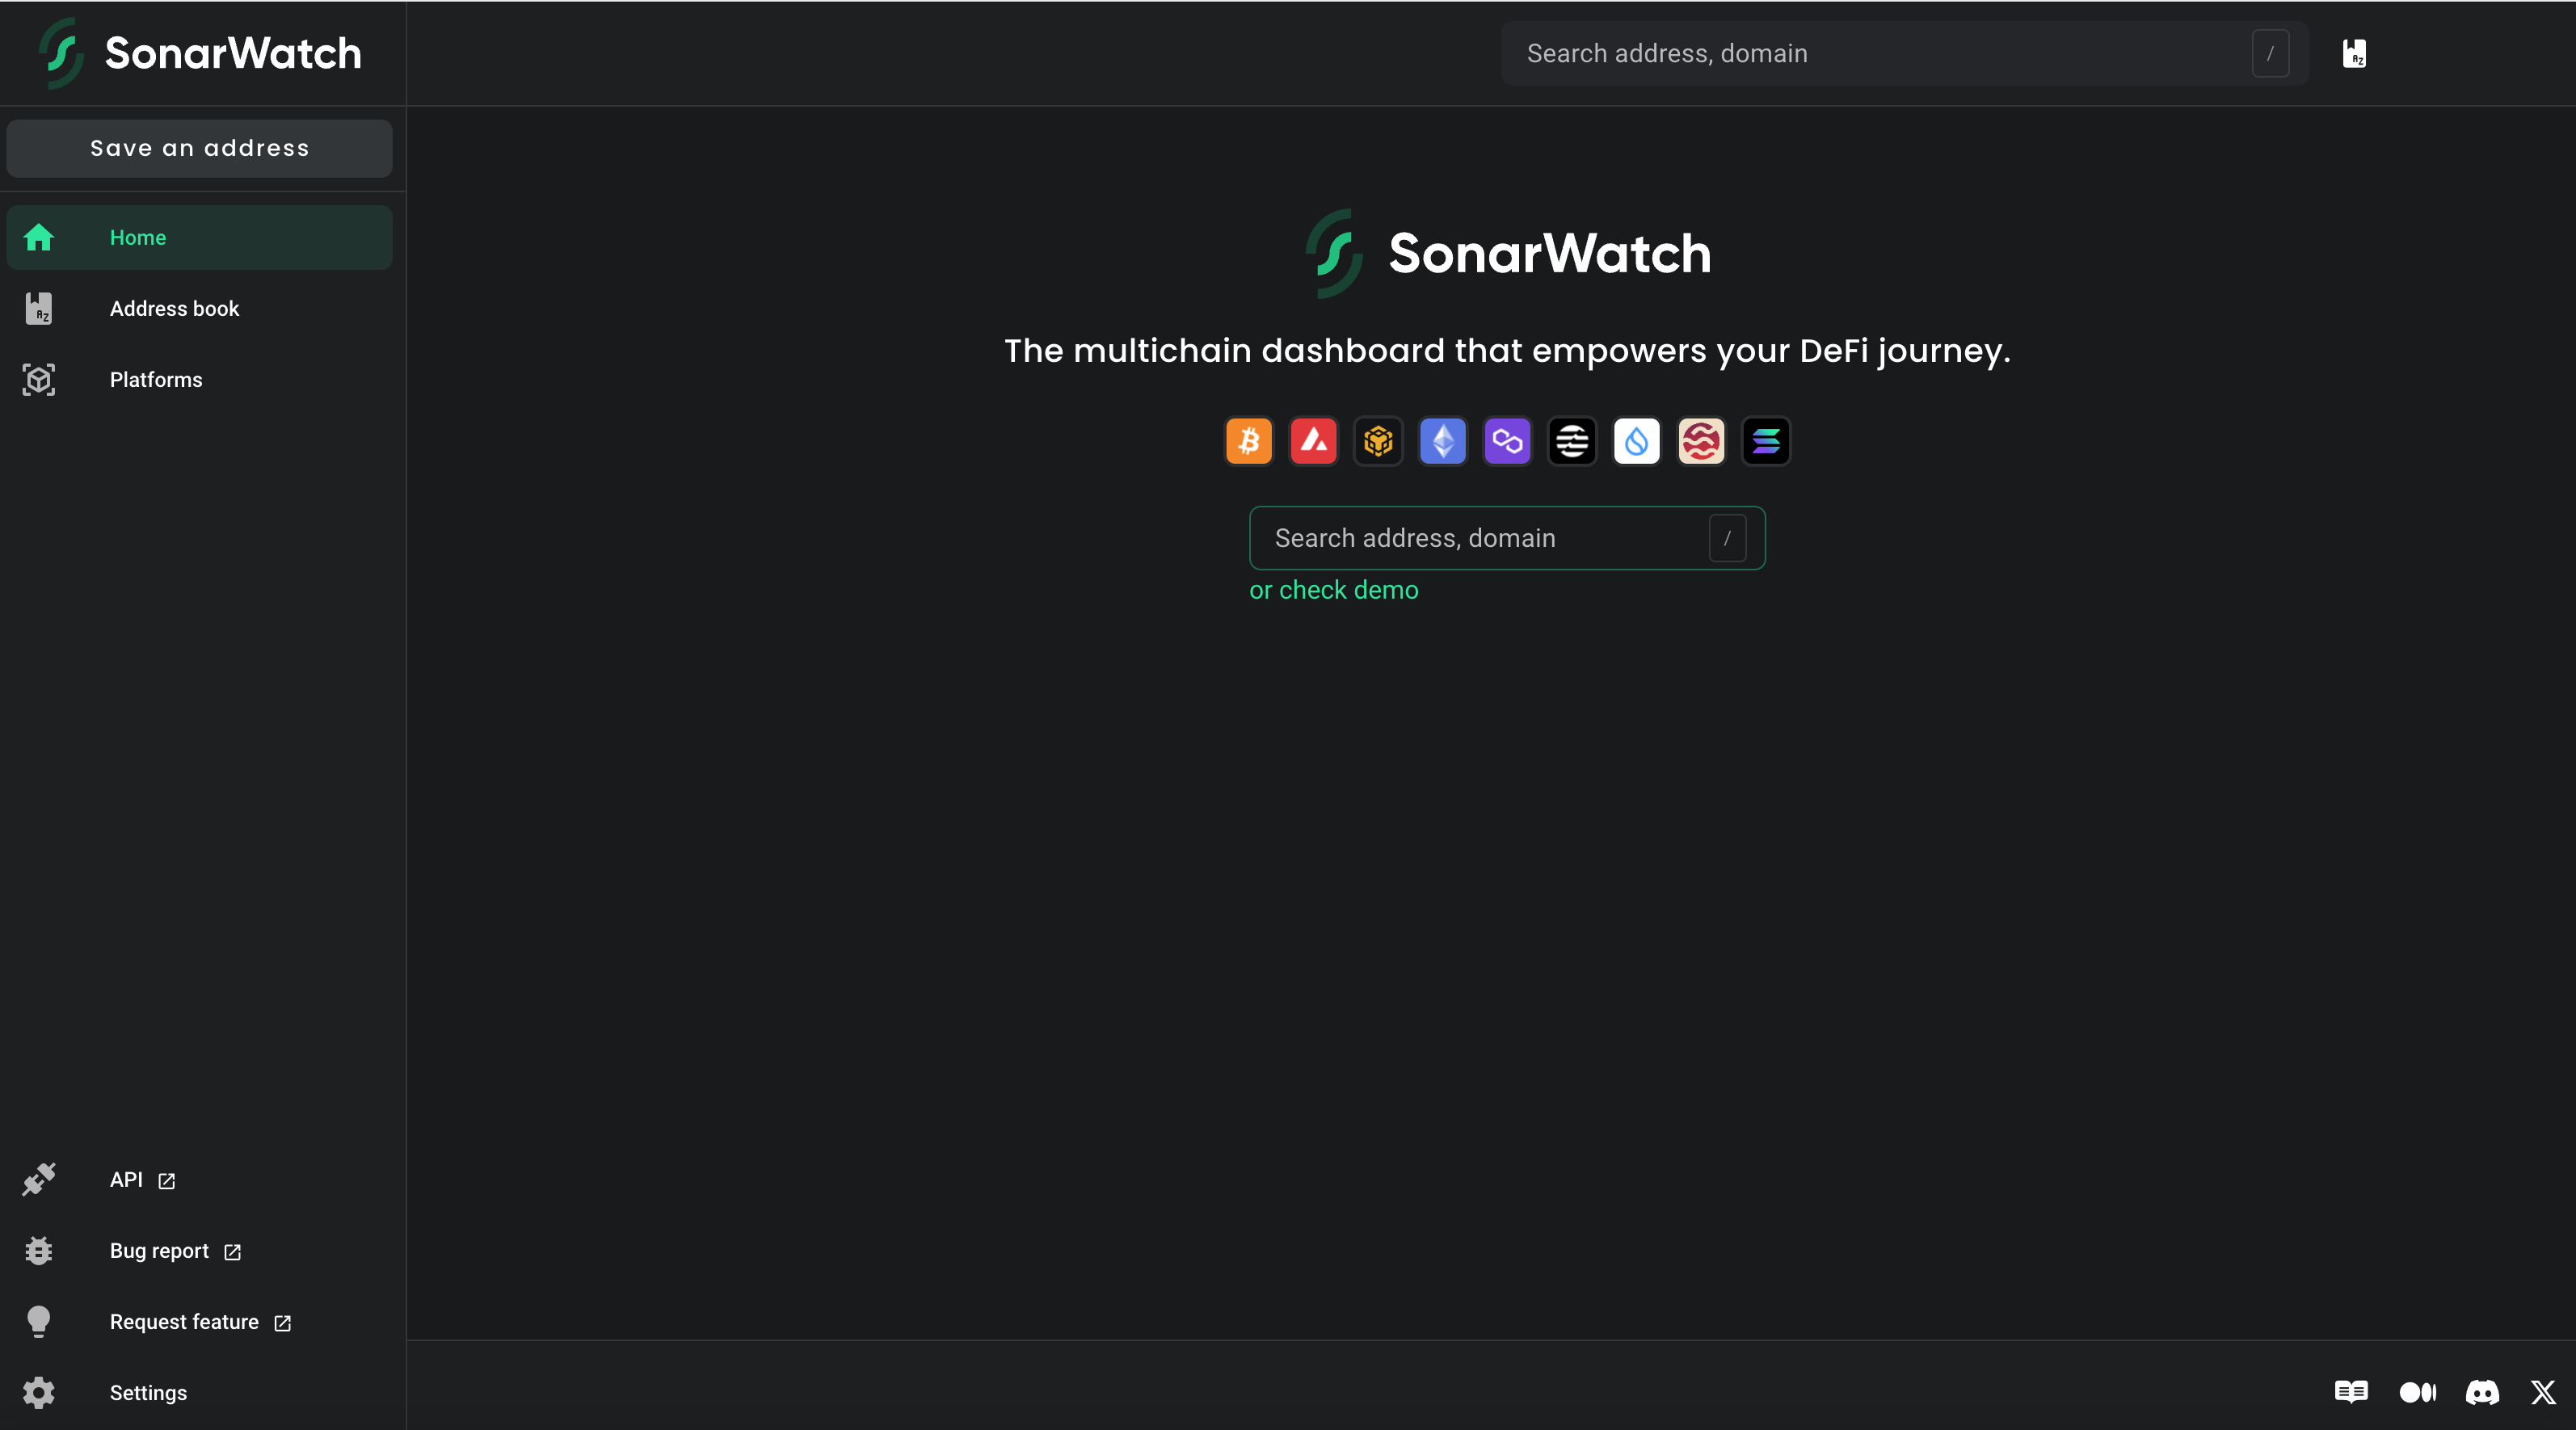 SonarWatch
Search address, domain /
Save an address
Home
Address book
Platforms
SonarWatch
The multichain dashboard that empowers your DeFi journey.
Search address, domain /
or check demo
API
Bug report
Request feature
Settings